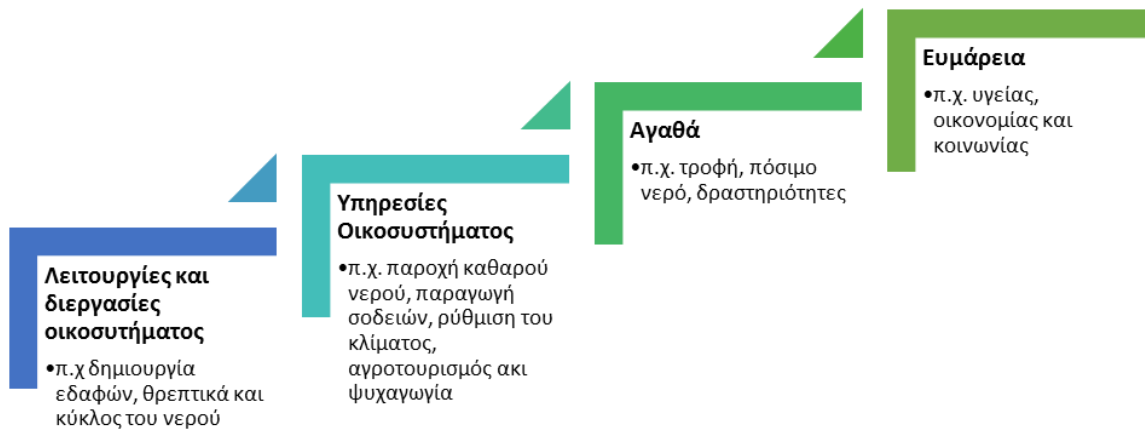 Λειτουργίες και
διεργασίες
οικοσυτήματος
•π.χ δημιουργία
εδαφών, θρεπτικά και
κύκλος του νερού
Υπηρεσίες
Οικοσυστήματος
•π.χ. παροχή καθαρού
νερού, παραγωγή
σοδειών, ρύθμιση του
κλίματος,
αγροτουρισμός ακι
ψυχαγωγία
Αγαθά
•π.χ. τροφή, πόσιμο
νερό, δραστηριότητες
Ευμάρεια
•π.χ. υγείας,
οικονομίας και
κοινωνίας